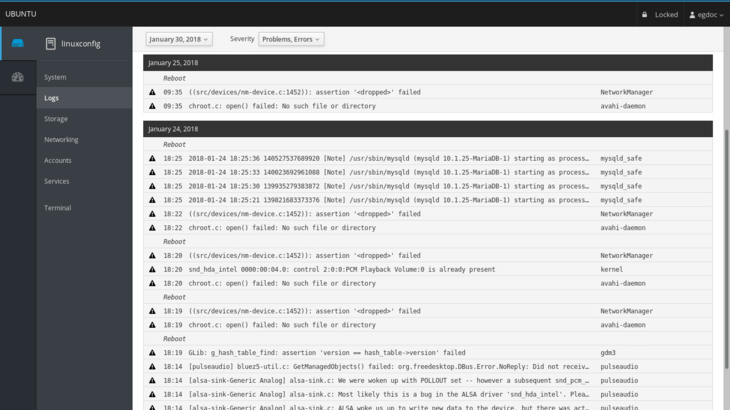 UBUNTU
Locked
egdoc
linuxconfig
January 30, 2018
Severity
Problems, Errors
System
Logs
Storage
Networking
Accounts
Services
Terminal
January 25, 2018
Reboot
09:35 ((src/devices/nm-device.c:1452)): assertion '<dropped>' failed NetworkManager
09:35 chroot.c: open() failed: No such file or directory avahi-daemon
January 24, 2018
Reboot
18:25 2018-01-24 18:25:36 140527537689920 [Note] /usr/sbin/mysqld (mysqld 10.1.25-MariaDB-1) starting as process… mysqld_safe
18:25 2018-01-24 18:25:33 140023692961088 [Note] /usr/sbin/mysqld (mysqld 10.1.25-MariaDB-1) starting as process… mysqld_safe
18:25 2018-01-24 18:25:30 139935279383872 [Note] /usr/sbin/mysqld (mysqld 10.1.25-MariaDB-1) starting as process… mysqld_safe
18:25 2018-01-24 18:25:21 139821683373376 [Note] /usr/sbin/mysqld (mysqld 10.1.25-MariaDB-1) starting as process… mysqld_safe
18:22 ((src/devices/nm-device.c:1452)): assertion '<dropped>' failed NetworkManager
18:22 chroot.c: open() failed: No such file or directory avahi-daemon
Reboot
18:20 ((src/devices/nm-device.c:1452)): assertion '<dropped>' failed NetworkManager
18:20 snd_hda_intel 0000:00:04.0: control 2:0:0:PCM Playback Volume:0 is already present kernel
18:20 chroot.c: open() failed: No such file or directory avahi-daemon
Reboot
18:19 ((src/devices/nm-device.c:1452)): assertion '<dropped>' failed NetworkManager
18:19 chroot.c: open() failed: No such file or directory avahi-daemon
Reboot
18:19 GLib: g_hash_table_find: assertion 'version == hash_table->version' failed gdm3
18:14 [pulseaudio] bluez5-util.c: GetManagedObjects() failed: org.freedesktop.DBus.Error.NoReply: Did not receiv… pulseaudio
18:14 [alsa-sink-Generic Analog] alsa-sink.c: We were woken up with POLLOUT set -- however a subsequent snd_pcm_… pulseaudio
18:14 [alsa-sink-Generic Analog] alsa-sink.c: Most likely this is a bug in the ALSA driver 'snd_hda_intel'. Plea… pulseaudio
18:14 [alsa-sink-Generic Analog] alsa-sink.c: ALSA woke us up to write new data to the device, but there was act… pulseaudio